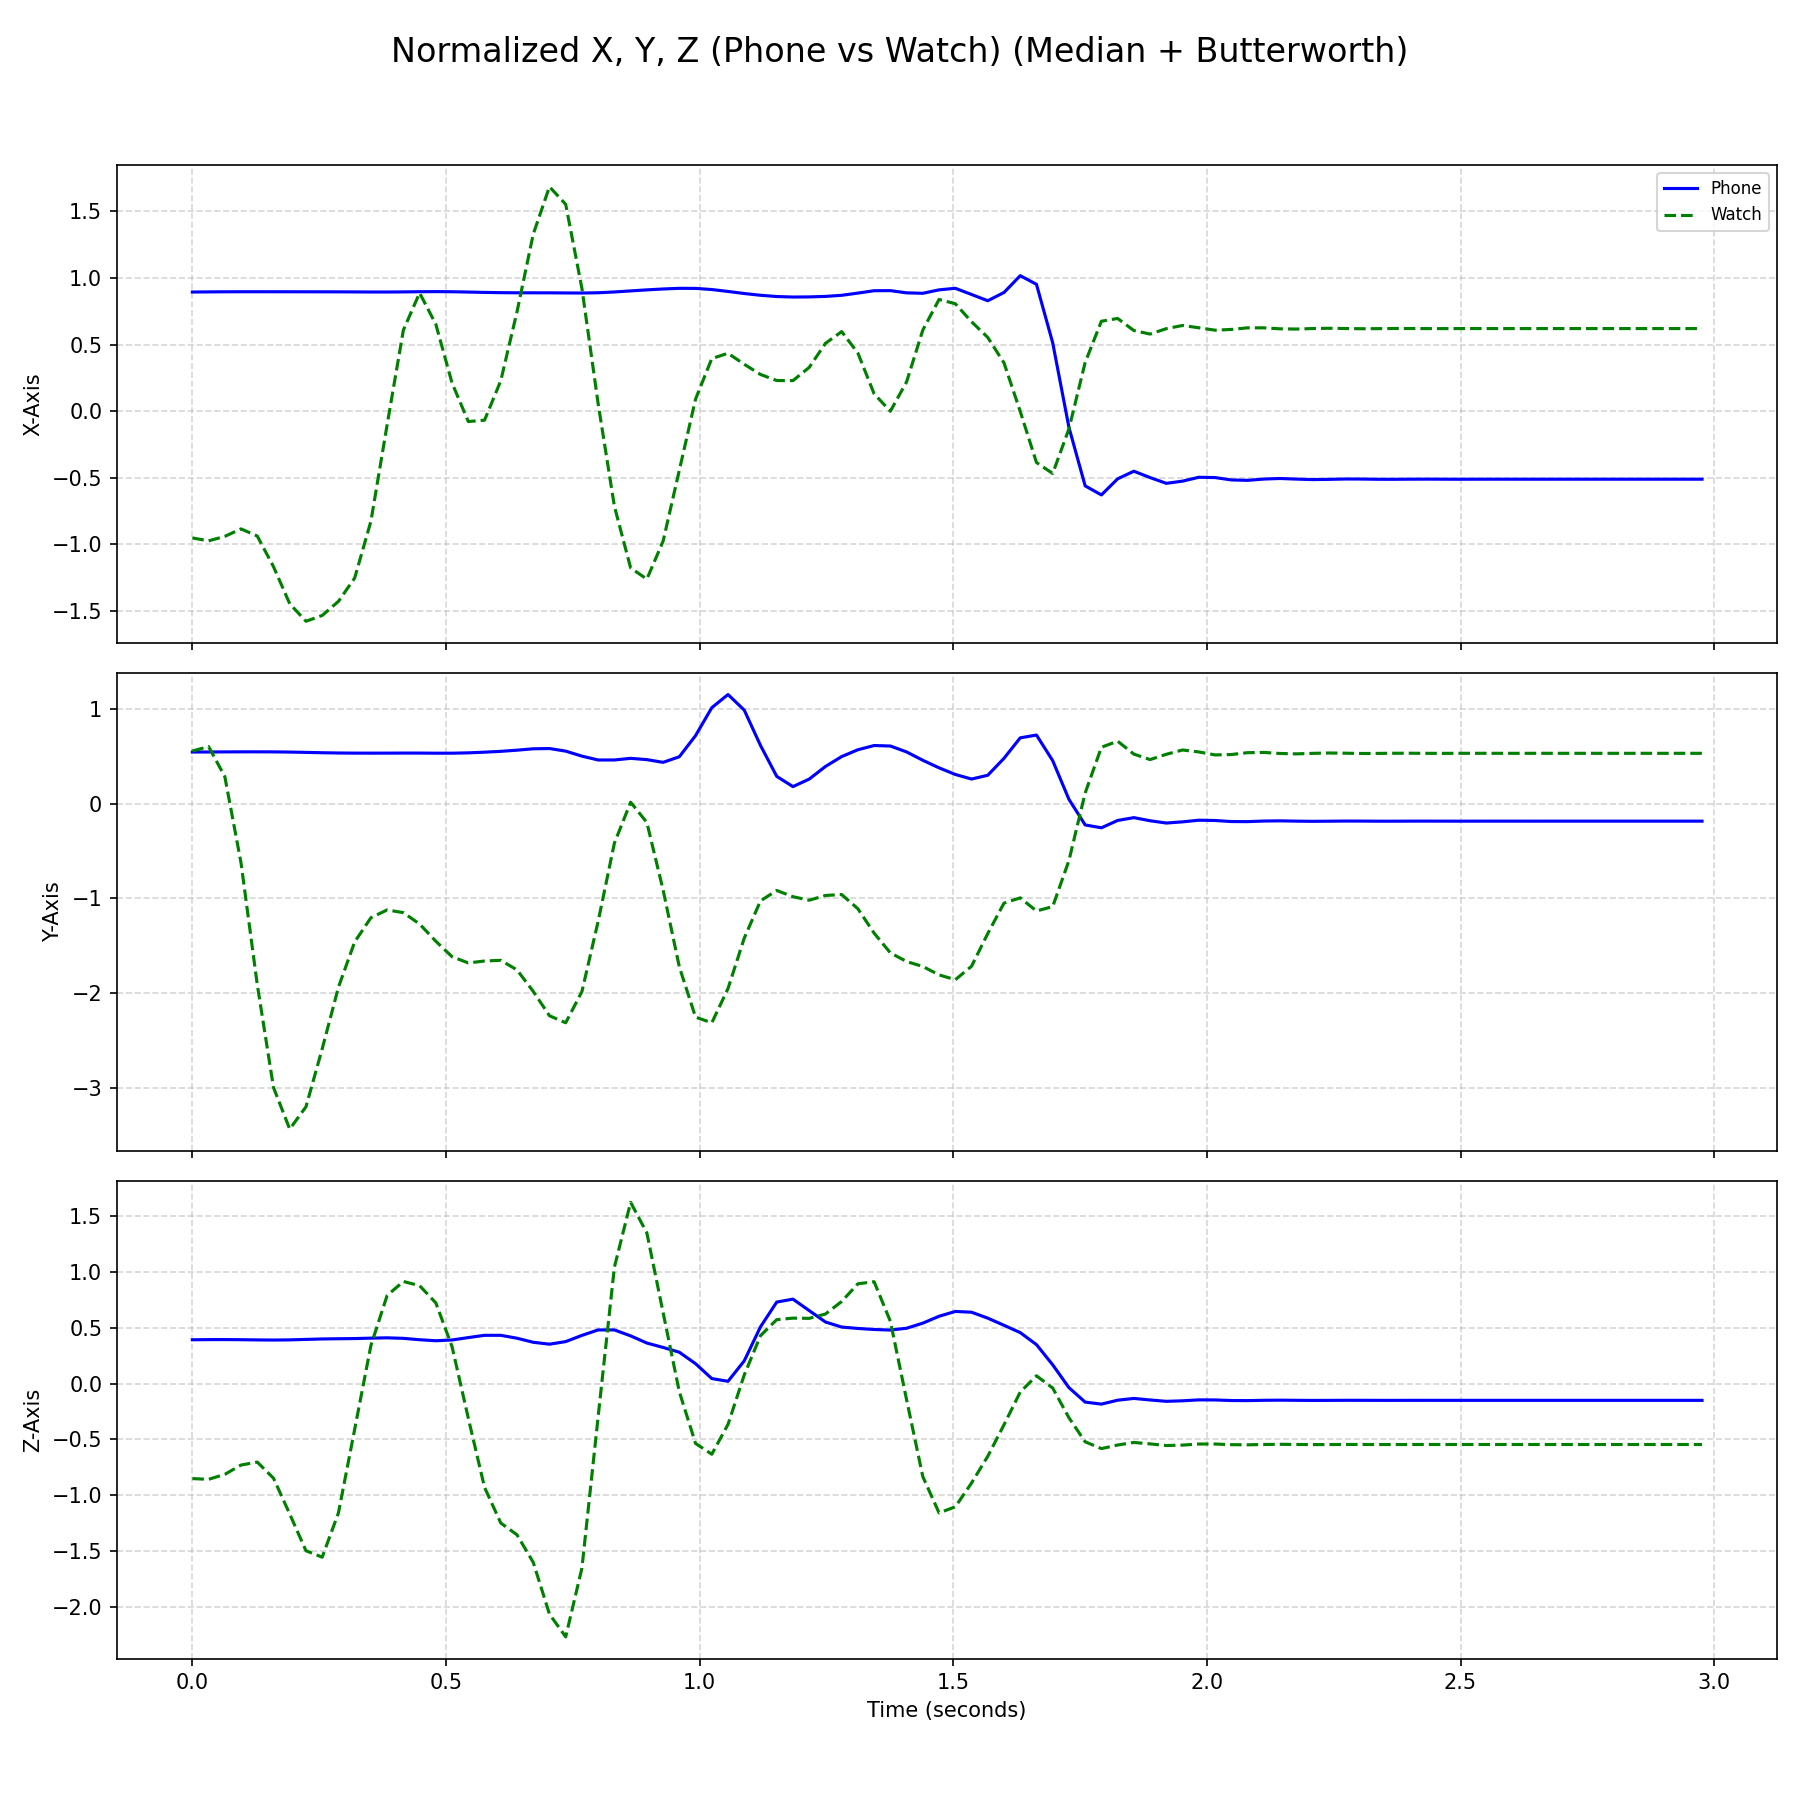 Normalized X, Y, Z (Phone vs Watch) (Median + Butterworth)
Phone
Watch
X-Axis
1.5
1.0
0.5
0.0
−0.5
−1.0
−1.5
Y-Axis
1
0
−1
−2
−3
Z-Axis
1.5
1.0
0.5
0.0
−0.5
−1.0
−1.5
−2.0
0.0 0.5 1.0 1.5 2.0 2.5 3.0
Time (seconds)